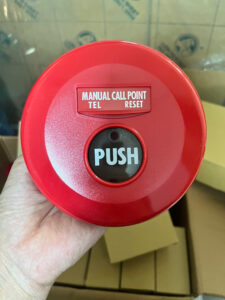 MANUAL CALL POINT
TEL RESET
PUSH